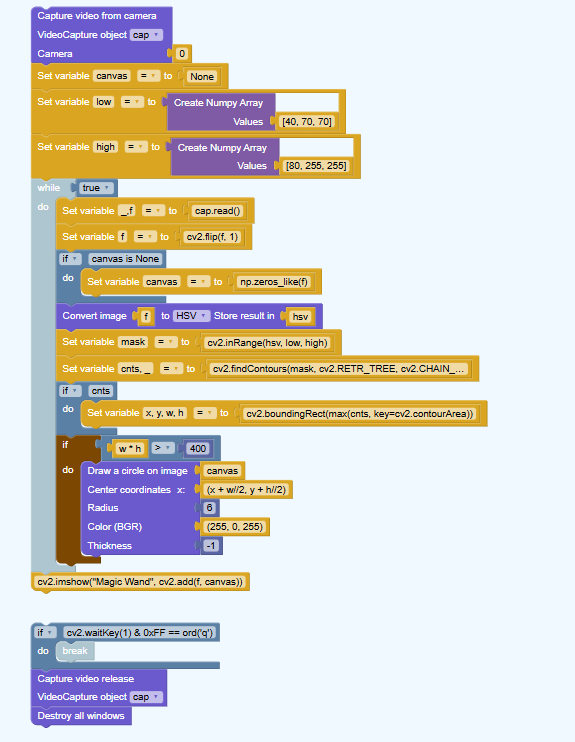 Capture video from camera
VideoCapture object cap
Camera 0
Set variable canvas = to None
Set variable low = to Create Numpy Array
Values [40, 70, 70]
Set variable high = to Create Numpy Array
Values [80, 255, 255]
while true
do Set variable _,f = to cap.read()
Set variable f = to cv2.flip(f, 1)
if canvas is None
do Set variable canvas = to np.zeros_like(f)
Convert image f to HSV Store result in hsv
Set variable mask = to cv2.inRange(hsv, low, high)
Set variable cnts, _ = to cv2.findContours(mask, cv2.RETR_TREE, cv2.CHAIN_...
if cnts
do Set variable x, y, w, h = to cv2.boundingRect(max(cnts, key=cv2.contourArea))
if w * h > 400
do Draw a circle on image canvas
Center coordinates x: (x + w//2, y + h//2)
Radius 6
Color (BGR) (255, 0, 255)
Thickness -1
cv2.imshow("Magic Wand", cv2.add(f, canvas))
if cv2.waitKey(1) & 0xFF == ord('q')
do break
Capture video release
VideoCapture object cap
Destroy all windows